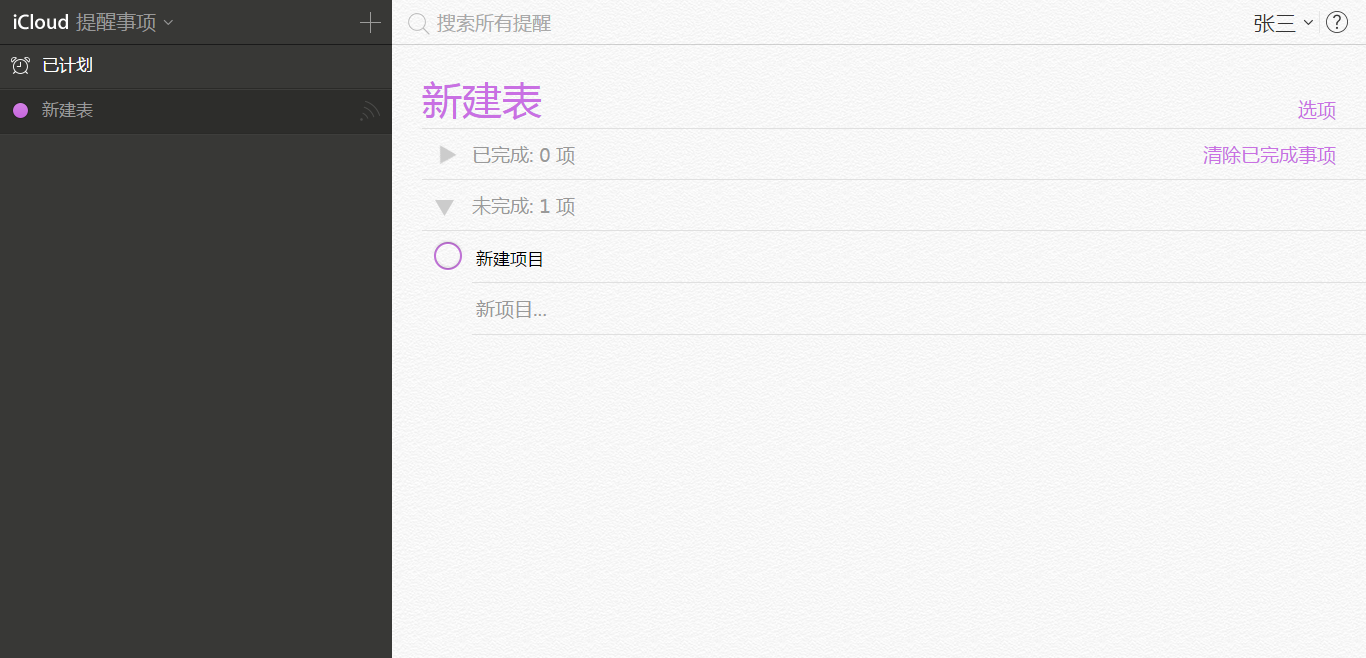 iCloud 提醒事项
已计划
新建表
搜索所有提醒
张三
?
新建表
选项
已完成: 0 项
清除已完成事项
未完成: 1 项
新建项目
新项目...